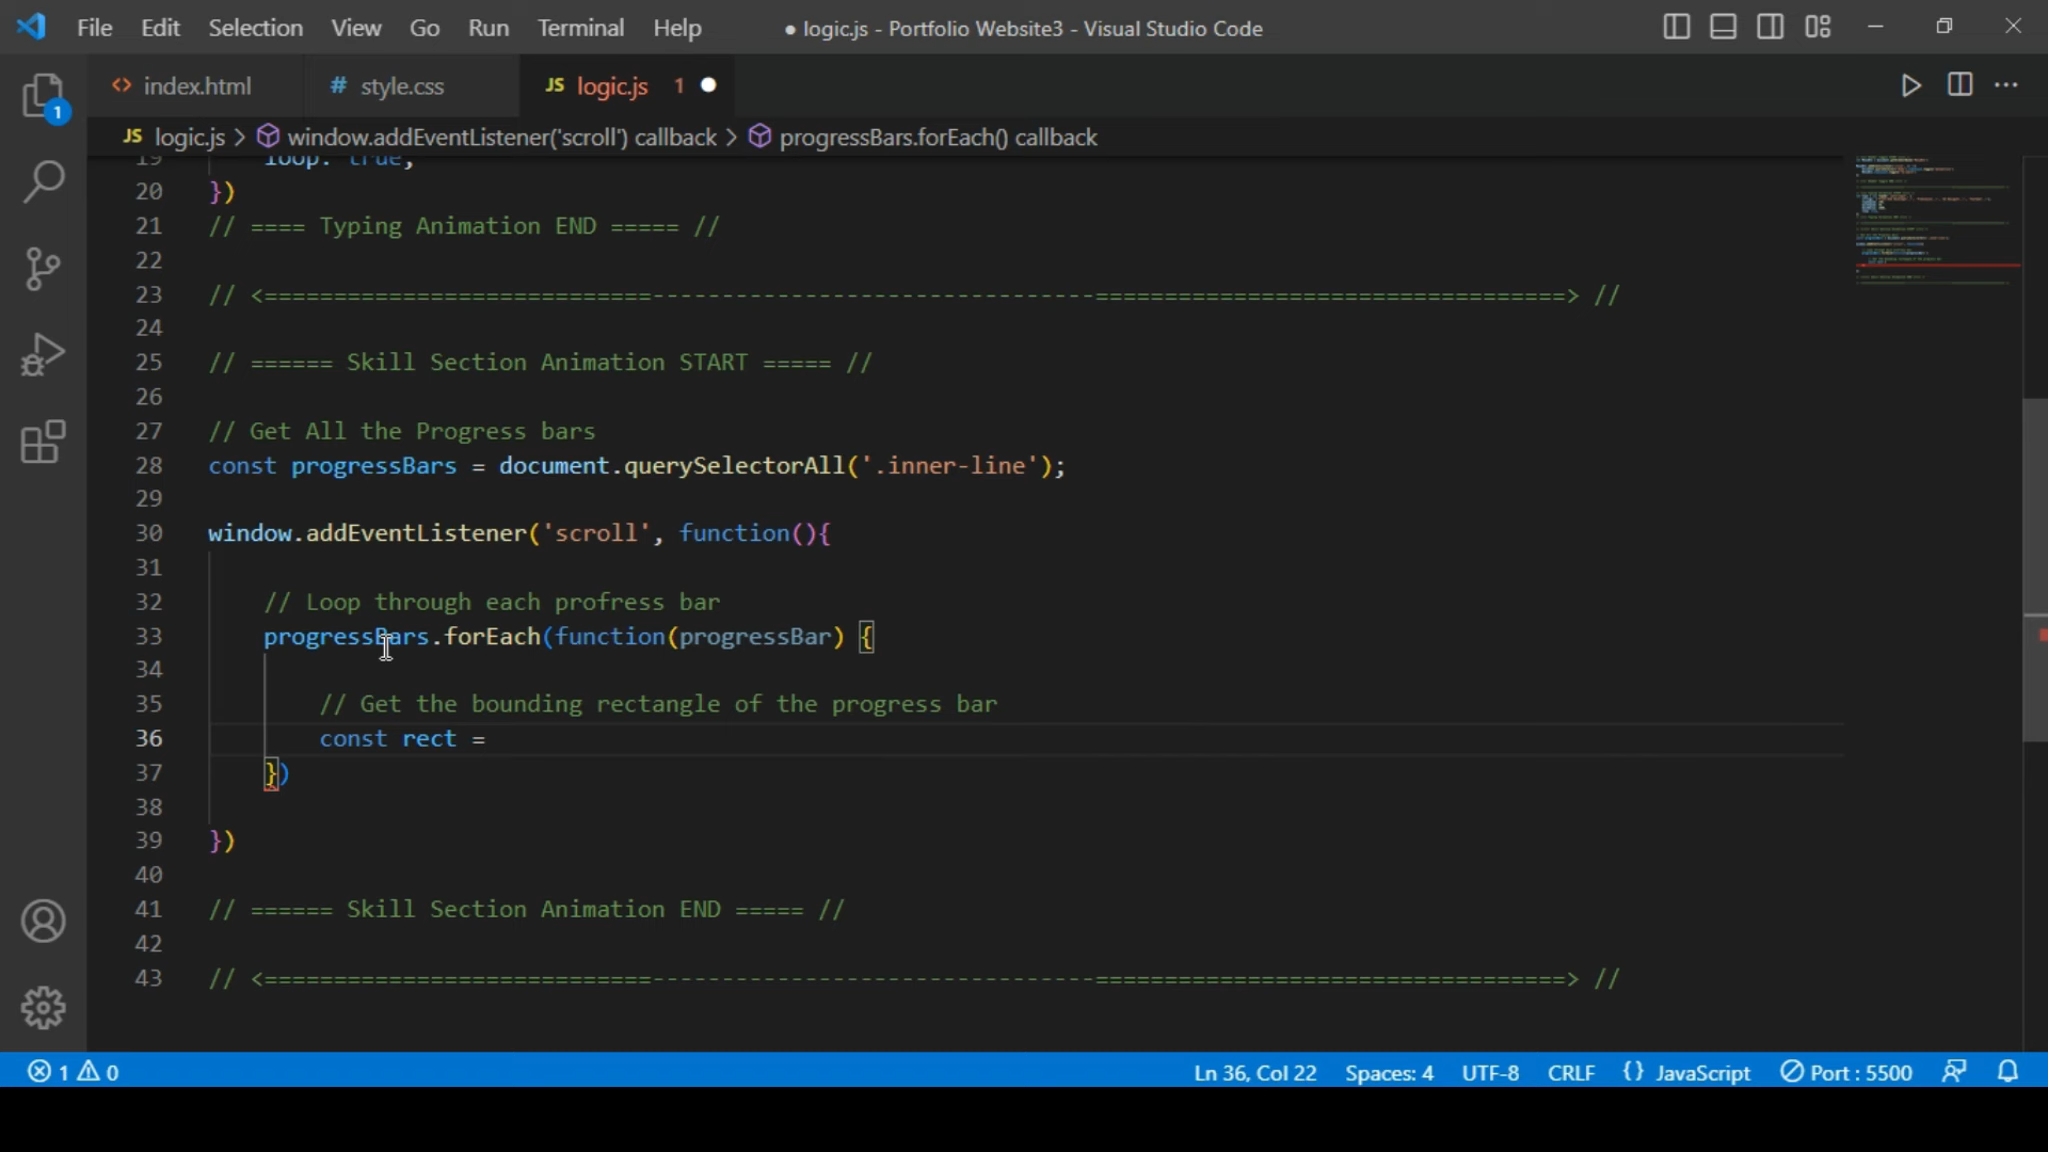 File Edit Selection View Go Run Terminal Help ● logic.js - Portfolio Website3 - Visual Studio Code
<> index.html # style.css JS logic.js 1 ●
JS logic.js > window.addEventListener('scroll') callback > progressBars.forEach() callback
19 loop: true,
20 })
21 // ==== Typing Animation END ===== //
22
23 // <============================--------------------------------==================================> //
24
25 // ====== Skill Section Animation START ===== //
26
27 // Get All the Progress bars
28 const progressBars = document.querySelectorAll('.inner-line');
29
30 window.addEventListener('scroll', function(){
31
32 // Loop through each profress bar
33 progressBars.forEach(function(progressBar) {
34
35 // Get the bounding rectangle of the progress bar
36 const rect =
37 })
38
39 })
40
41 // ====== Skill Section Animation END ===== //
42
43 // <============================--------------------------------==================================> //
1 0 Ln 36, Col 22 Spaces: 4 UTF-8 CRLF {} JavaScript Port : 5500